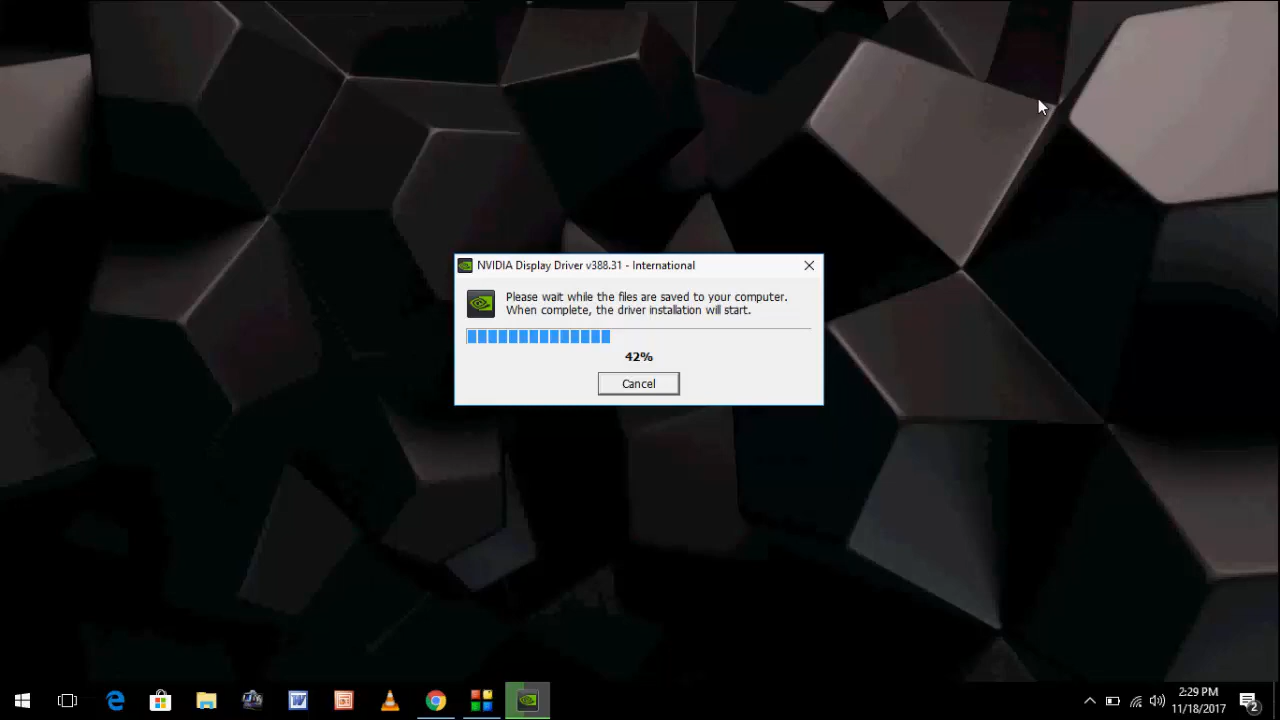 NVIDIA Display Driver v388.31 - International
Please wait while the files are saved to your computer.
When complete, the driver installation will start.
42%
Cancel
2:29 PM
11/18/2017
2